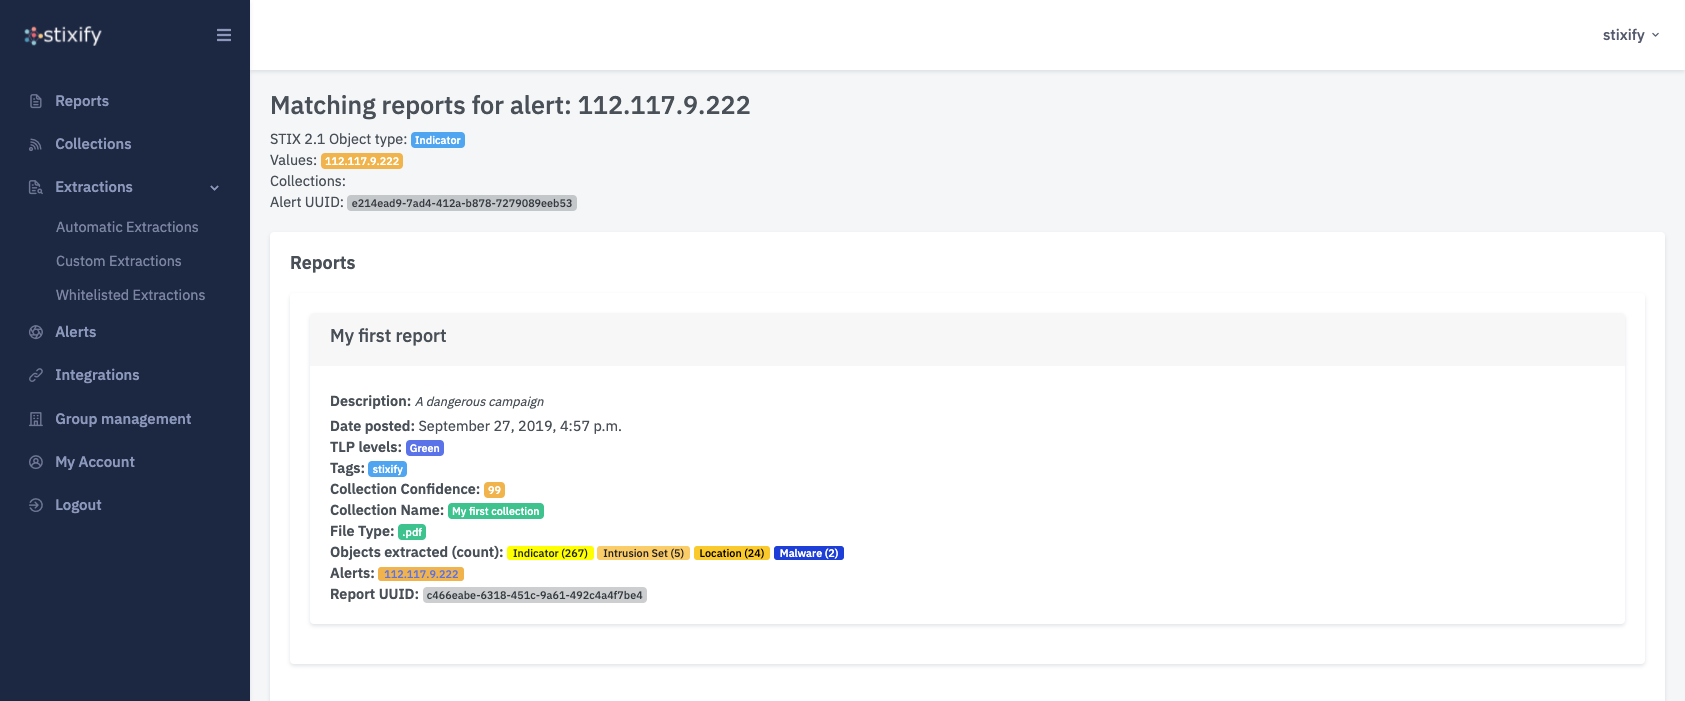 stixify
stixify
Reports
Collections
Extractions
Automatic Extractions
Custom Extractions
Whitelisted Extractions
Alerts
Integrations
Group management
My Account
Logout
Matching reports for alert: 112.117.9.222
STIX 2.1 Object type: Indicator
Values: 112.117.9.222
Collections:
Alert UUID: e214ead9-7ad4-412a-b878-7279089eeb53
Reports
My first report
Description: A dangerous campaign
Date posted: September 27, 2019, 4:57 p.m.
TLP levels: Green
Tags: stixify
Collection Confidence: 99
Collection Name: My first collection
File Type: .pdf
Objects extracted (count): Indicator (267) Intrusion Set (5) Location (24) Malware (2)
Alerts: 112.117.9.222
Report UUID: c466eabe-6318-451c-9a61-492c4a4f7be4